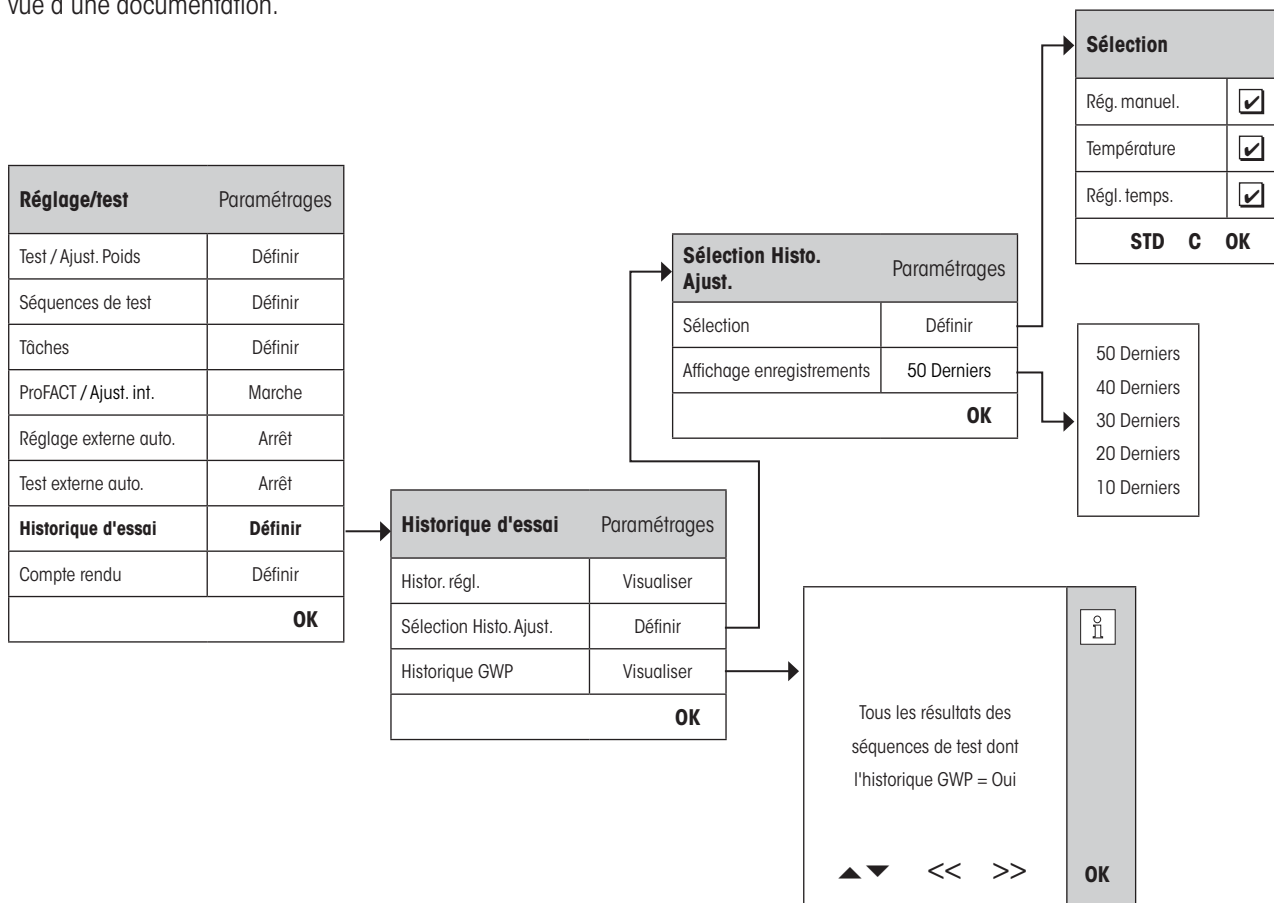 vue d'une documentation.
Réglage/test Paramétrages
Test / Ajust. Poids Définir
Séquences de test Définir
Tâches Définir
ProFACT / Ajust. int. Marche
Réglage externe auto. Arrêt
Test externe auto. Arrêt
Historique d'essai Définir
Compte rendu Définir
OK
Historique d'essai Paramétrages
Histor. régl. Visualiser
Sélection Histo. Ajust. Définir
Historique GWP Visualiser
OK
Sélection Histo.
Ajust. Paramétrages
Sélection Définir
Affichage enregistrements 50 Derniers
OK
Sélection
Rég. manuel. ✔
Température ✔
Régl. temps. ✔
STD C OK
50 Derniers
40 Derniers
30 Derniers
20 Derniers
10 Derniers
Tous les résultats des
séquences de test dont
l'historique GWP = Oui
<< >> OK